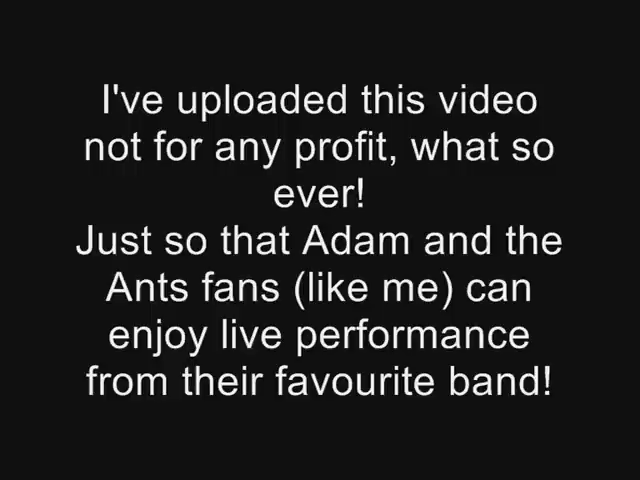 I've uploaded this video
not for any profit, what so
ever!
Just so that Adam and the
Ants fans (like me) can
enjoy live performance
from their favourite band!